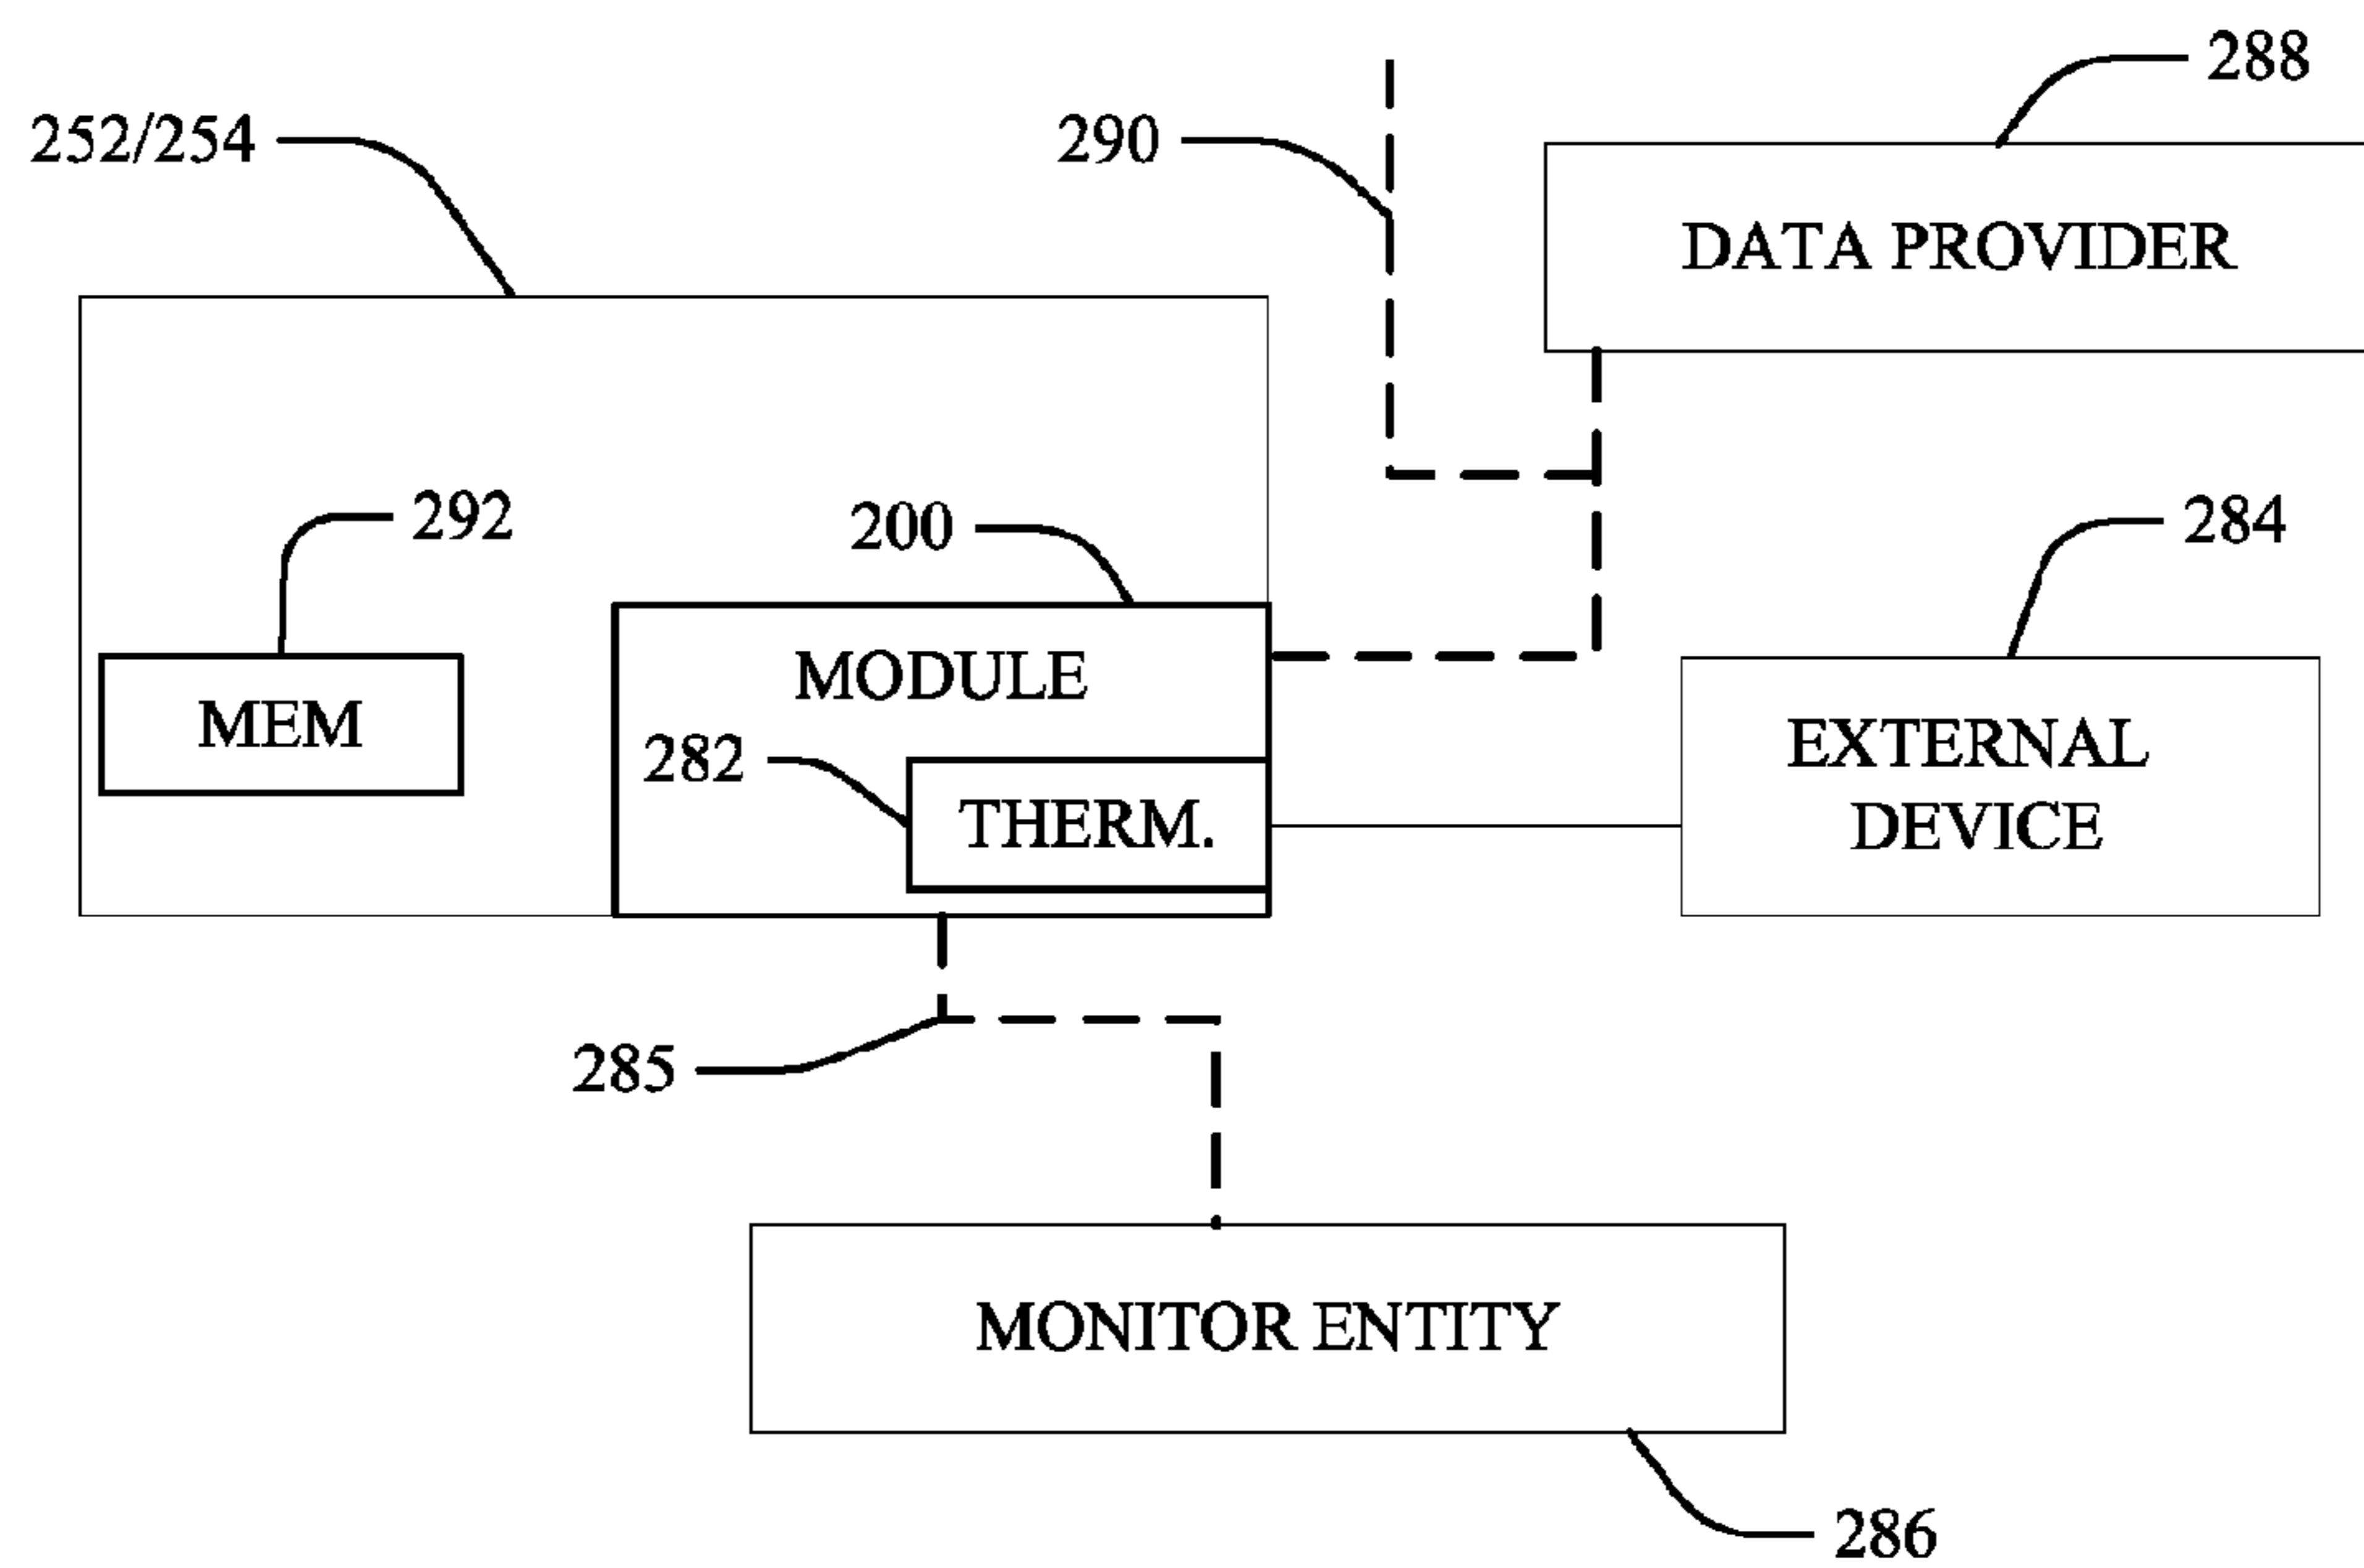 288
252/254
290
DATA PROVIDER
292
200
284
MODULE
MEM
282
EXTERNAL
DEVICE
THERM.
285
MONITOR ENTITY
286